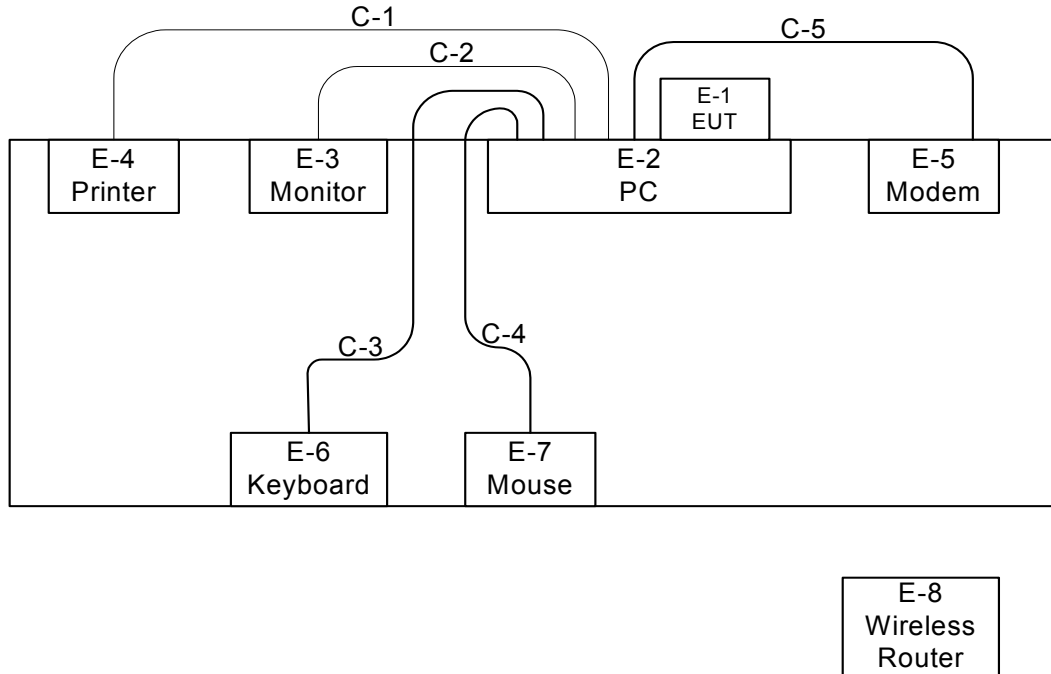 C-1
C-2
C-5
E-1
EUT
E-4
Printer
E-3
Monitor
E-2
PC
E-5
Modem
C-3
C-4
E-6
Keyboard
E-7
Mouse
E-8
Wireless
Router